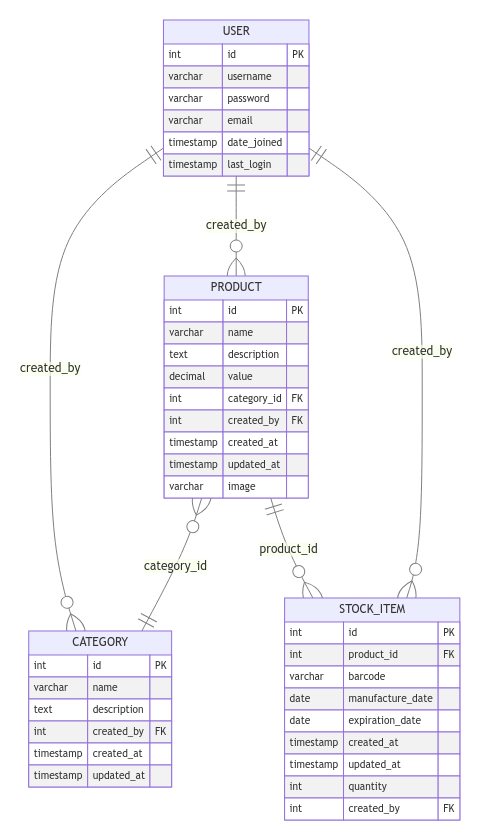 USER
int id PK
varchar username
varchar password
varchar email
timestamp date_joined
timestamp last_login
created_by
created_by
created_by
PRODUCT
int id PK
varchar name
text description
decimal value
int category_id FK
int created_by FK
timestamp created_at
timestamp updated_at
varchar image
category_id
product_id
CATEGORY
int id PK
varchar name
text description
int created_by FK
timestamp created_at
timestamp updated_at
STOCK_ITEM
int id PK
int product_id FK
varchar barcode
date manufacture_date
date expiration_date
timestamp created_at
timestamp updated_at
int quantity
int created_by FK